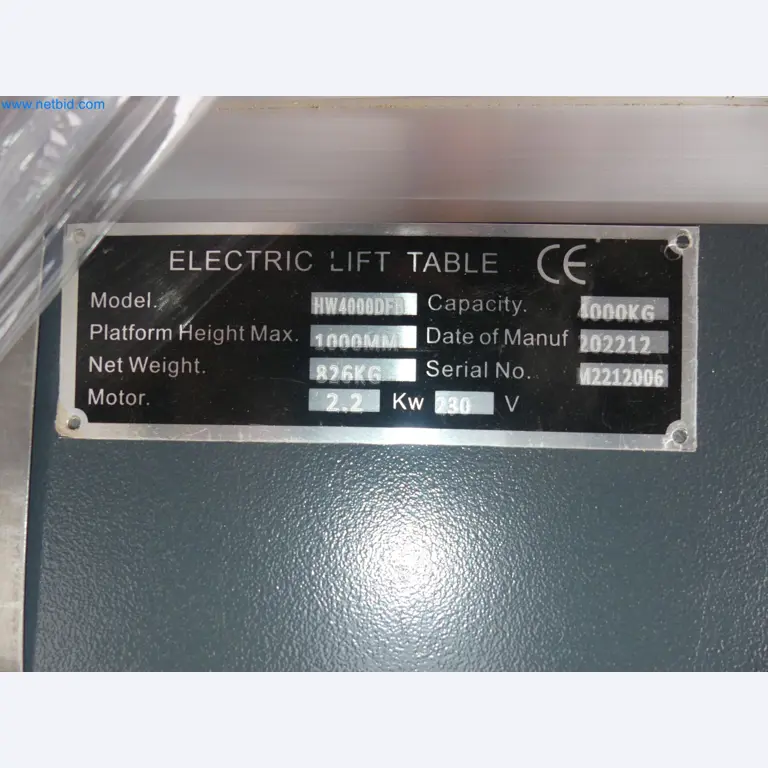 www.netbid.com
ELECTRIC LIFT TABLE CE
Model. Capacity. 4000KG
Platform Height Max. 1000MM Date of Manuf 202212
Net Weight. 826KG Serial No. M2212006
Motor. 2.2 Kw 230 V